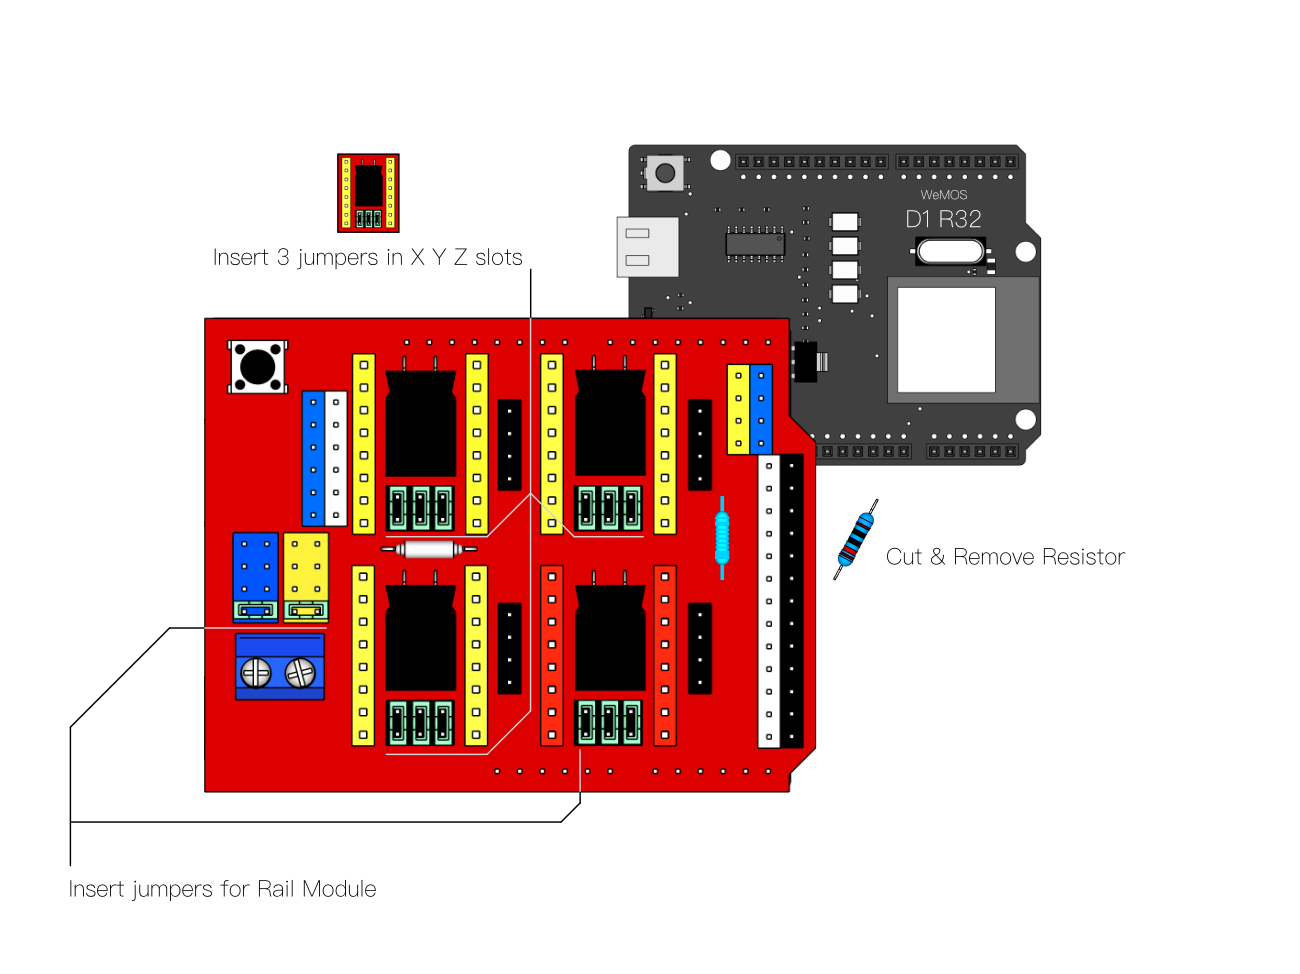 WeMOS
D1 R32
Insert 3 jumpers in X Y Z slots
Cut & Remove Resistor
Insert jumpers for Rail Module